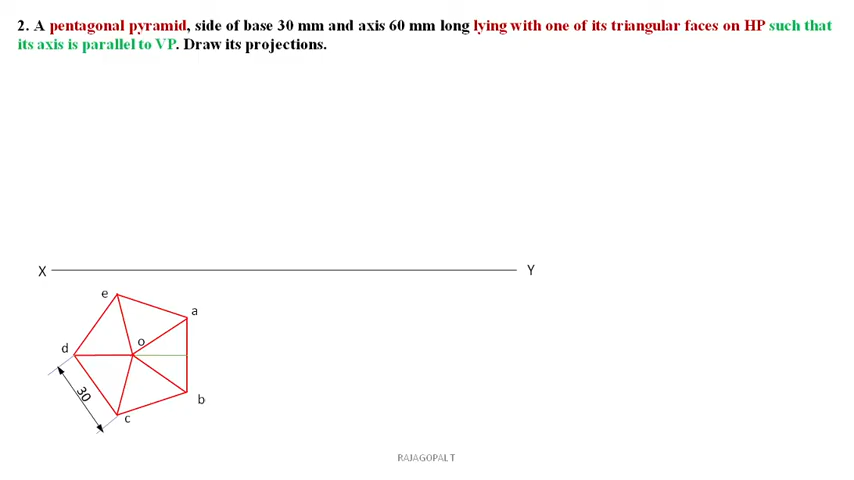 2. A pentagonal pyramid, side of base 30 mm and axis 60 mm long lying with one of its triangular faces on HP such that
its axis is parallel to VP. Draw its projections.
X
Y
e
a
o
d
30
b
c
RAJAGOPAL T